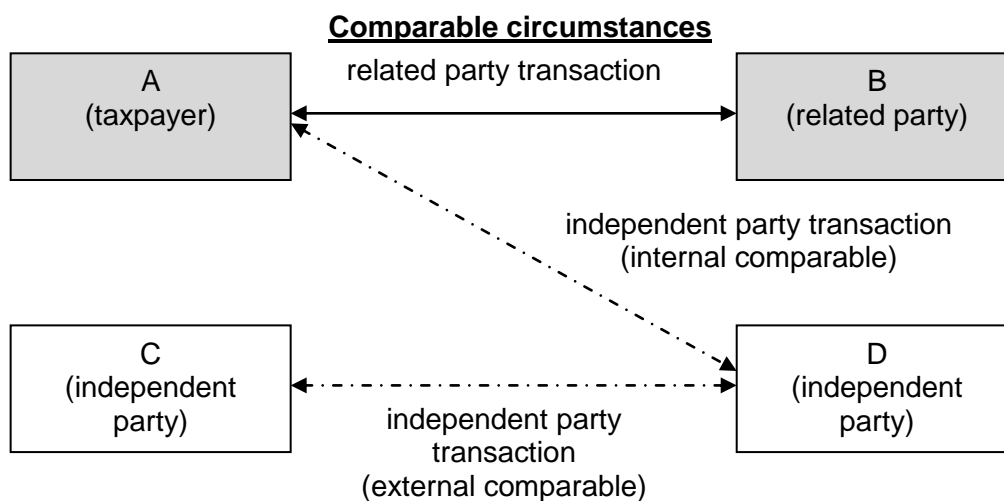 Comparable circumstances
related party transaction
A
(taxpayer)
B
(related party)
independent party transaction
(internal comparable)
C
(independent
party)
D
(independent
party)
independent party
transaction
(external comparable)